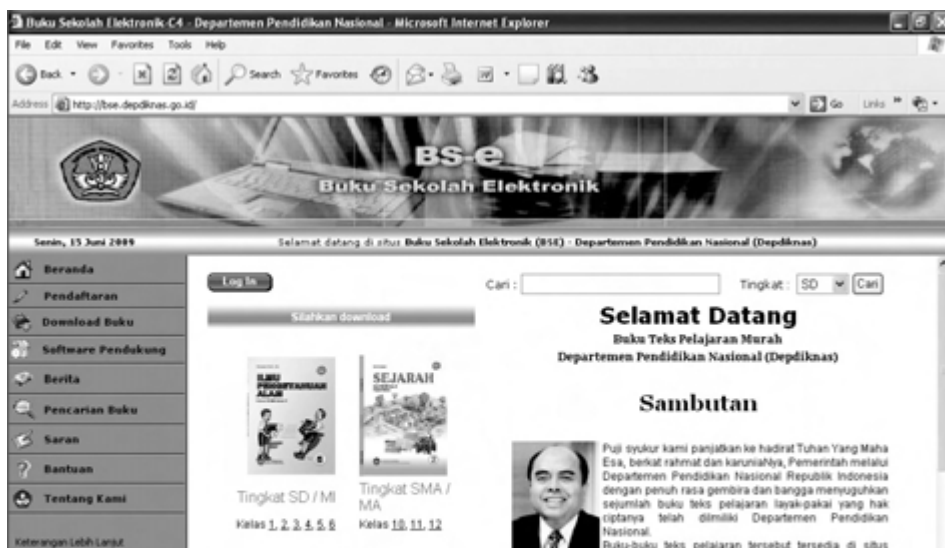 Buku Sekolah Elektronik-C4 - Departemen Pendidikan Nasional - Microsoft Internet Explorer
File Edit View Favorites Tools Help
Back Search Favorites
Address http://bse.depdiknas.go.id/ Go Links
BS-e
Buku Sekolah Elektronik
Senin, 15 Juni 2009
Selamat datang di situs Buku Sekolah Elektronik (BSE) - Departemen Pendidikan Nasional (Depdiknas)
Beranda
Pendaftaran
Download Buku
Software Pendukung
Berita
Pencarian Buku
Saran
Bantuan
Tentang Kami
Keterangan Lebih Lanjut
Log In
Silahkan download
ILMU
PENGETAHUAN
ALAM
SEJARAH
Tingkat SD / MI
Kelas 1, 2, 3, 4, 5, 6
Tingkat SMA /
MA
Kelas 10, 11, 12
Cari : Tingkat : SD Cari
Selamat Datang
Buku Teks Pelajaran Murah
Departemen Pendidikan Nasional (Depdiknas)
Sambutan
Puji syukur kami panjatkan ke hadirat Tuhan Yang Maha
Esa, berkat rahmat dan karuniaNya, Pemerintah melalui
Departemen Pendidikan Nasional Republik Indonesia
dengan penuh rasa gembira dan bangga menyuguhkan
sejumlah buku teks pelajaran layak-pakai yang hak
ciptanya telah dimiliki Departemen Pendidikan
Nasional.
Buku-buku teks pelajaran tersebut tersedia di situs